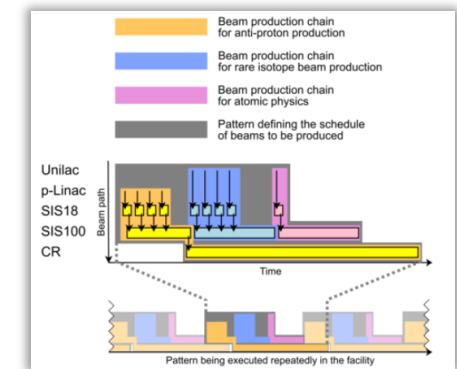 Beam production chain
for anti-proton production
Beam production chain
for rare isotope beam production
Beam production chain
for atomic physics
Pattern defining the schedule
of beams to be produced
Unilac
p-Linac
SIS18
SIS100
CR
Beam path
Time
Pattern being executed repeatedly in the facility